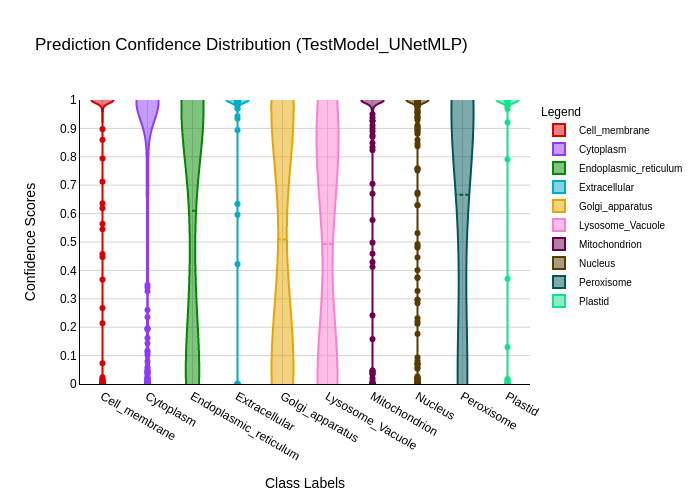 Prediction Confidence Distribution (TestModel_UNetMLP)
Legend
Cell_membrane
Cytoplasm
Endoplasmic_reticulum
Extracellular
Golgi_apparatus
Lysosome_Vacuole
Mitochondrion
Nucleus
Peroxisome
Plastid
Confidence Scores
1
0.9
0.8
0.7
0.6
0.5
0.4
0.3
0.2
0.1
0
Cell_membrane
Cytoplasm
Endoplasmic_reticulum
Extracellular
Golgi_apparatus
Lysosome_Vacuole
Mitochondrion
Nucleus
Peroxisome
Plastid
Class Labels